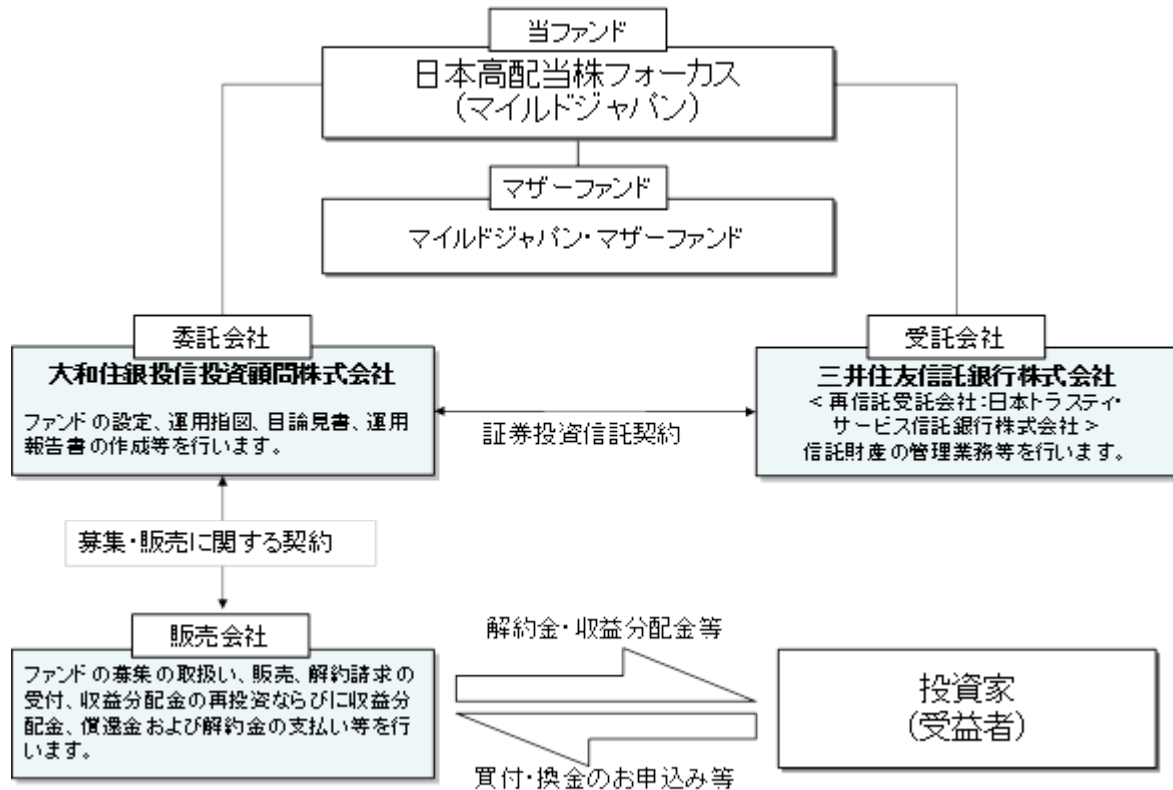 当ファンド
日本高配当株フォーカス
(マイルドジャパン)
マザーファンド
マイルドジャパン・マザーファンド
委託会社
大和住銀投信投資顧問株式会社
ファンドの設定、運用指図、目論見書、運用
報告書の作成等を行います。
証券投資信託契約
受託会社
三井住友信託銀行株式会社
<再信託受託会社:日本トラスティ・
サービス信託銀行株式会社>
信託財産の管理業務等を行います。
募集・販売に関する契約
販売会社
ファンドの募集の取扱い、販売、解約請求の
受付、収益分配金の再投資ならびに収益分
配金、償還金および解約金の支払い等を行
います。
解約金・収益分配金等
買付・換金のお申込み等
投資家
(受益者)